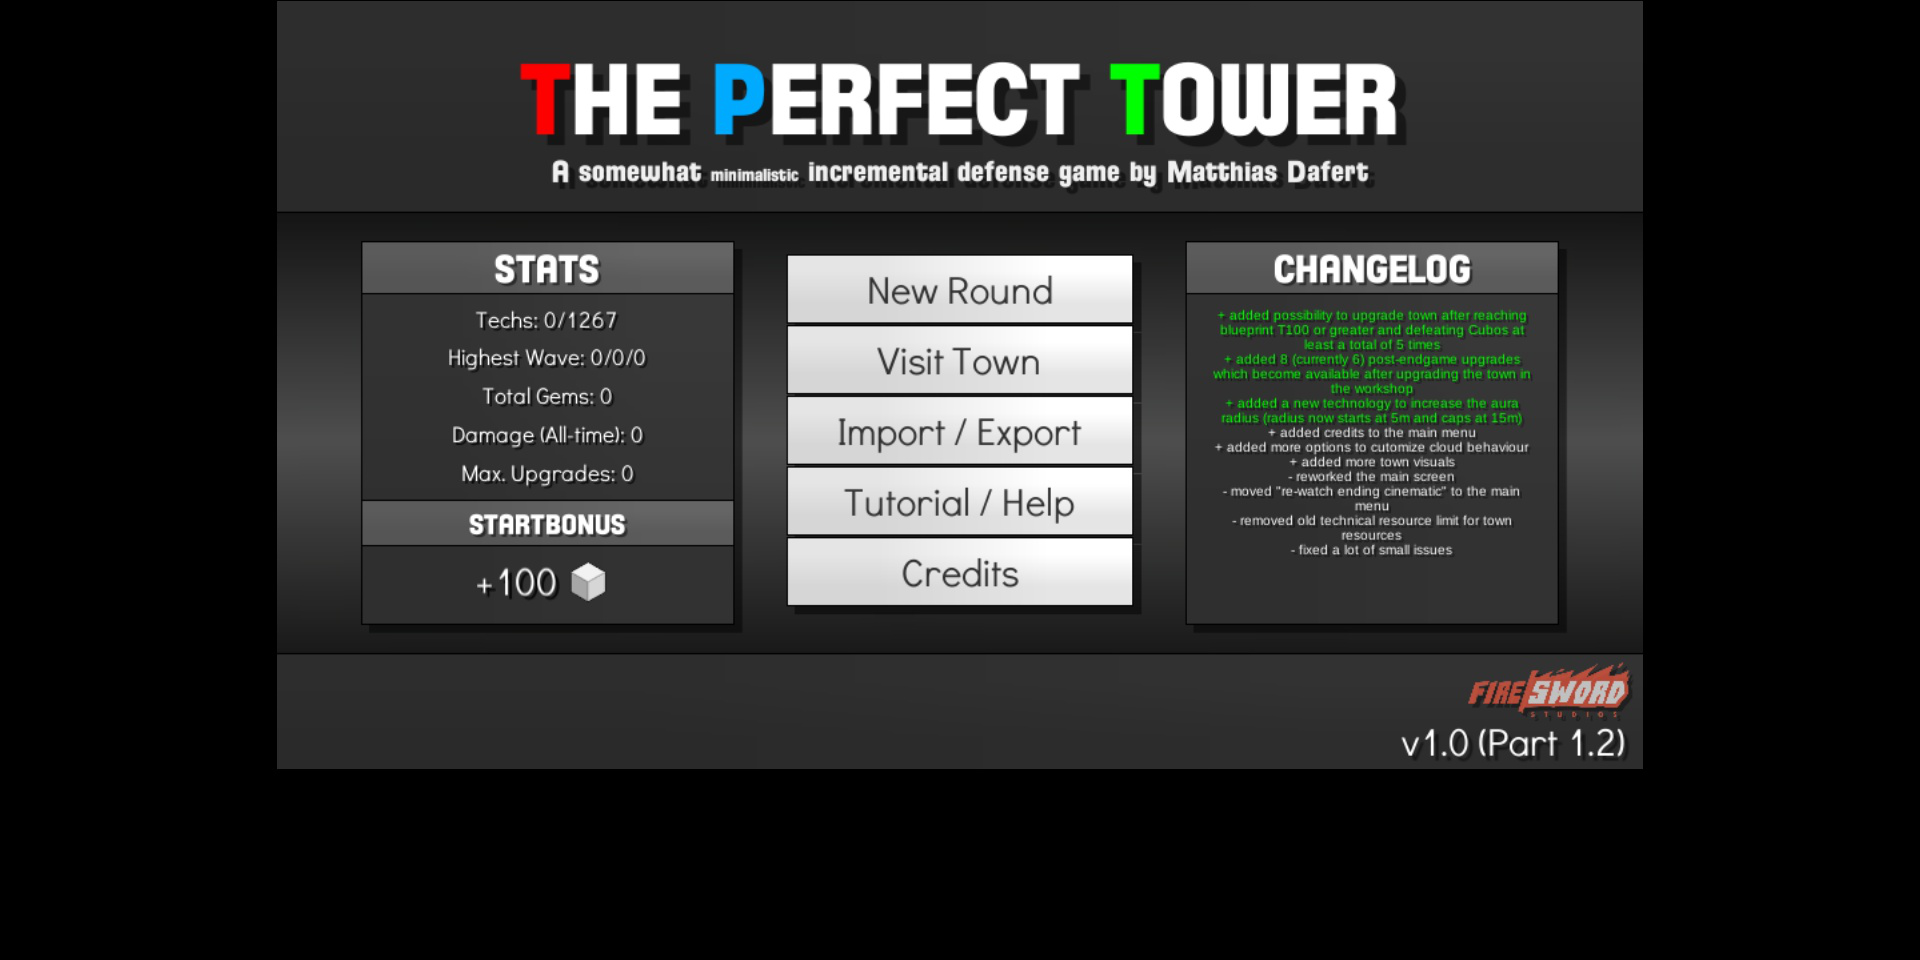 THE PERFECT TOWER
A somewhat minimalistic incremental defense game by Matthias Dafert
STATS
Techs: 0/1267
Highest Wave: 0/0/0
Total Gems: 0
Damage (All-time): 0
Max. Upgrades: 0
STARTBONUS
+100
New Round
Visit Town
Import / Export
Tutorial / Help
Credits
CHANGELOG
+ added possibility to upgrade town after reaching
blueprint T100 or greater and defeating Cubos at
least a total of 5 times
+ added 8 (currently 6) post-endgame upgrades
which become available after upgrading the town in
the workshop
+ added a new technology to increase the aura
radius (radius now starts at 5m and caps at 15m)
+ added credits to the main menu
+ added more options to cutomize cloud behaviour
+ added more town visuals
- reworked the main screen
- moved "re-watch ending cinematic" to the main
menu
- removed old technical resource limit for town
resources
- fixed a lot of small issues
FIRE SWORD
STUDIOS
v1.0 (Part 1.2)